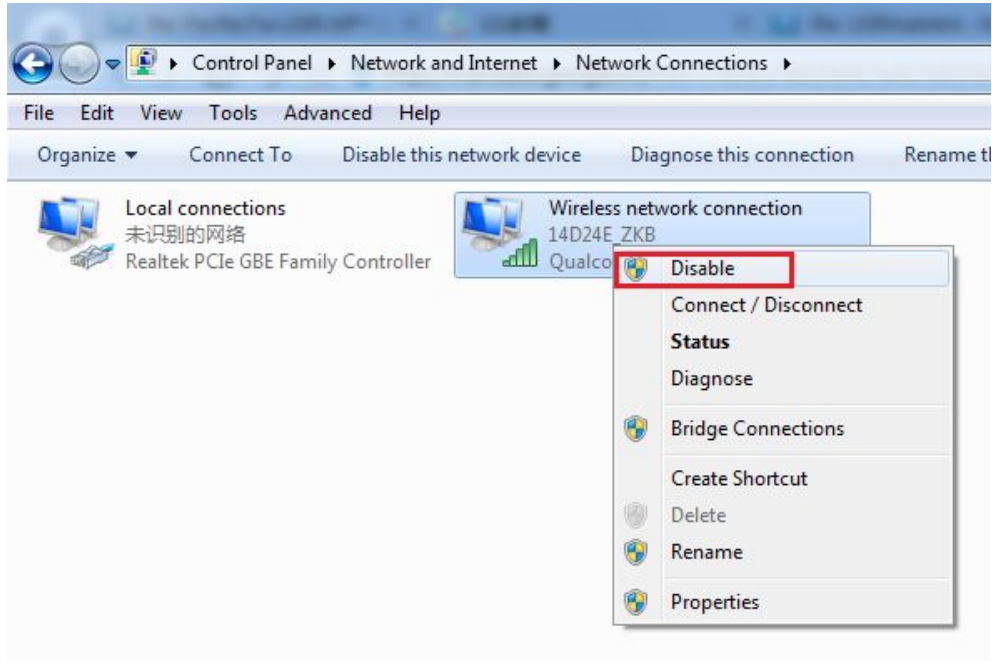 Control Panel Network and Internet Network Connections
File Edit View Tools Advanced Help
Organize Connect To Disable this network device Diagnose this connection Rename
Local connections
未识别的网络
Realtek PCIe GBE Family Controller
Wireless network connection
14D24E_ZKB
Qualco
Disable
Connect / Disconnect
Status
Diagnose
Bridge Connections
Create Shortcut
Delete
Rename
Properties